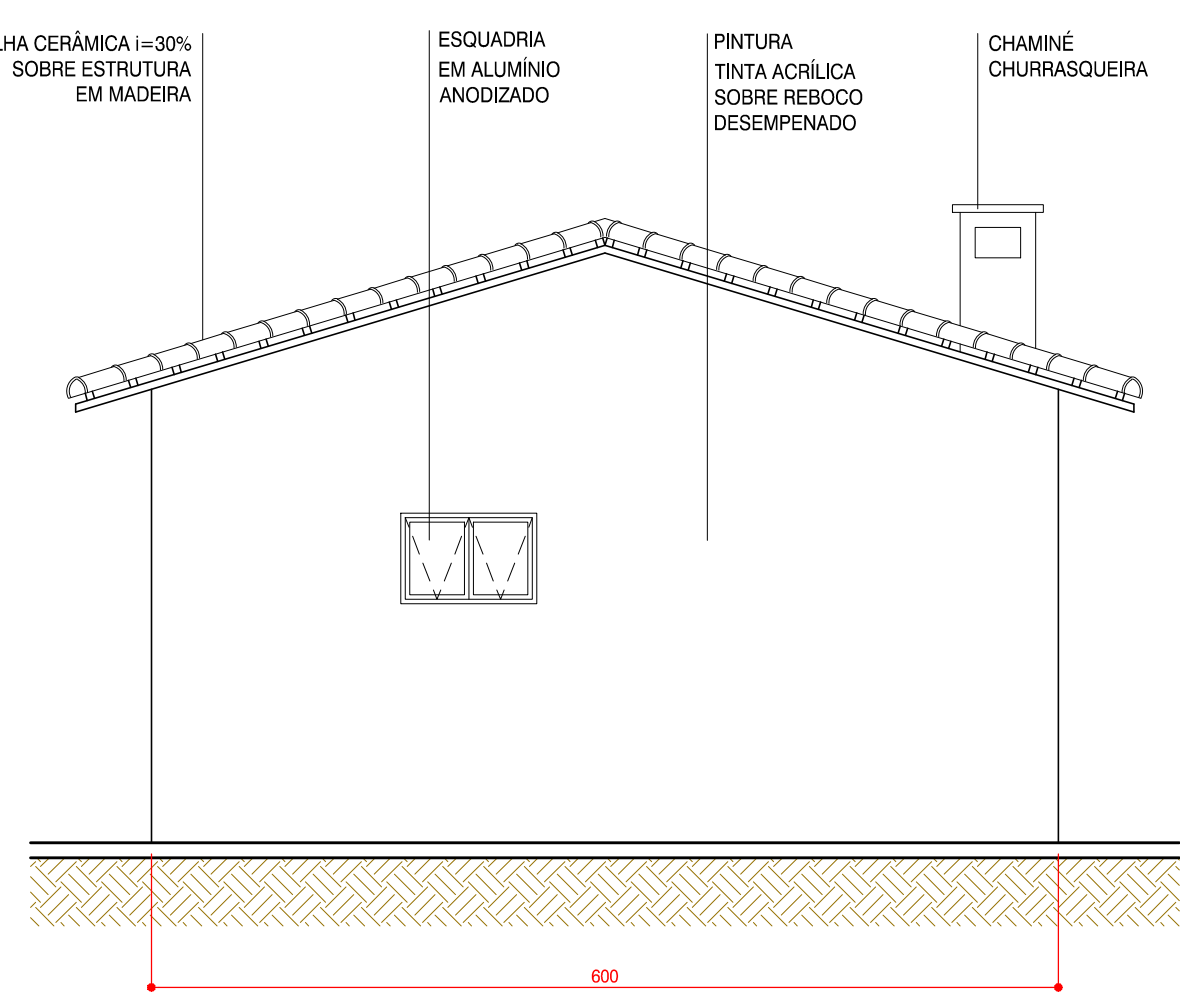 CERÂMICA i=30%
SOBRE ESTRUTURA
EM MADEIRA
ESQUADRIA
EM ALUMÍNIO
ANODIZADO
PINTURA
TINTA ACRÍLICA
SOBRE REBOCO
DESEMPENADO
CHAMINÉ
CHURRASQUEIRA
600